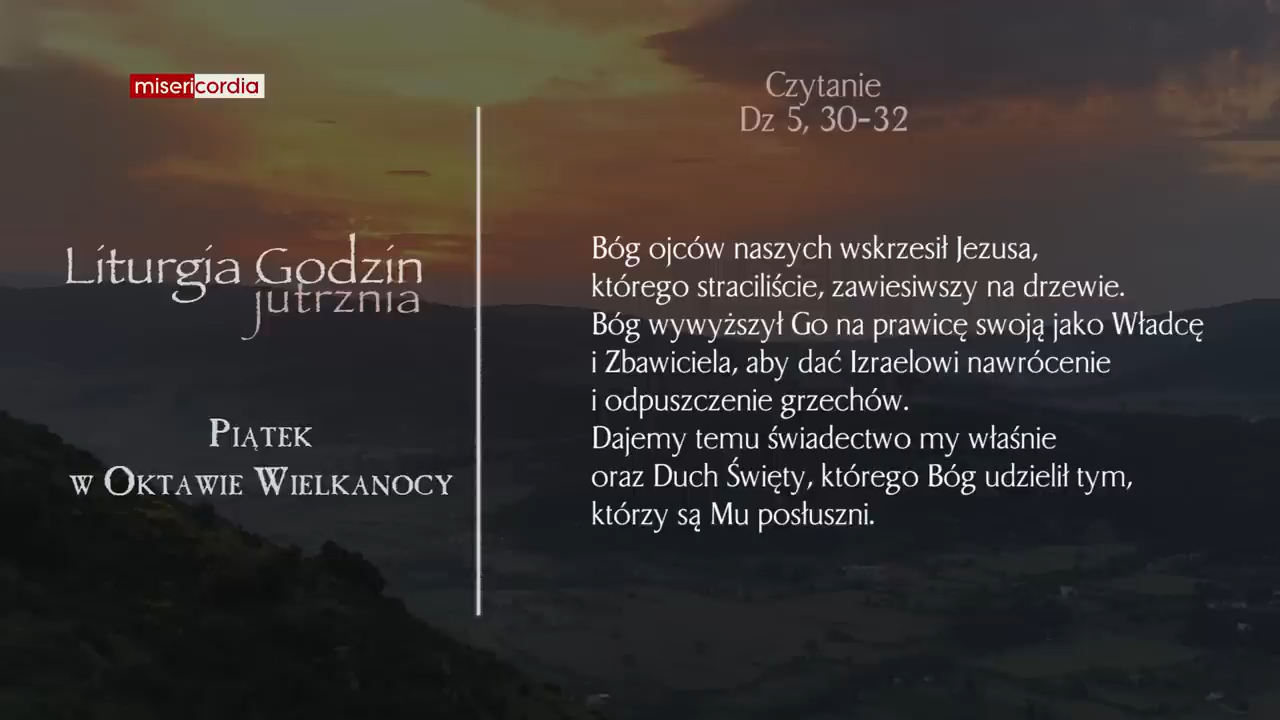 misericordia
Liturgia Godzin
jutrznia
Piątek
w Oktawie Wielkanocy
Czytanie
Dz 5, 30-32
Bóg ojców naszych wskrzesił Jezusa,
którego straciliście, zawiesiwszy na drzewie.
Bóg wywyższył Go na prawicę swoją jako Władcę
i Zbawiciela, aby dać Izraelowi nawrócenie
i odpuszczenie grzechów.
Dajemy temu świadectwo my właśnie
oraz Duch Święty, którego Bóg udzielił tym,
którzy są Mu posłuszni.